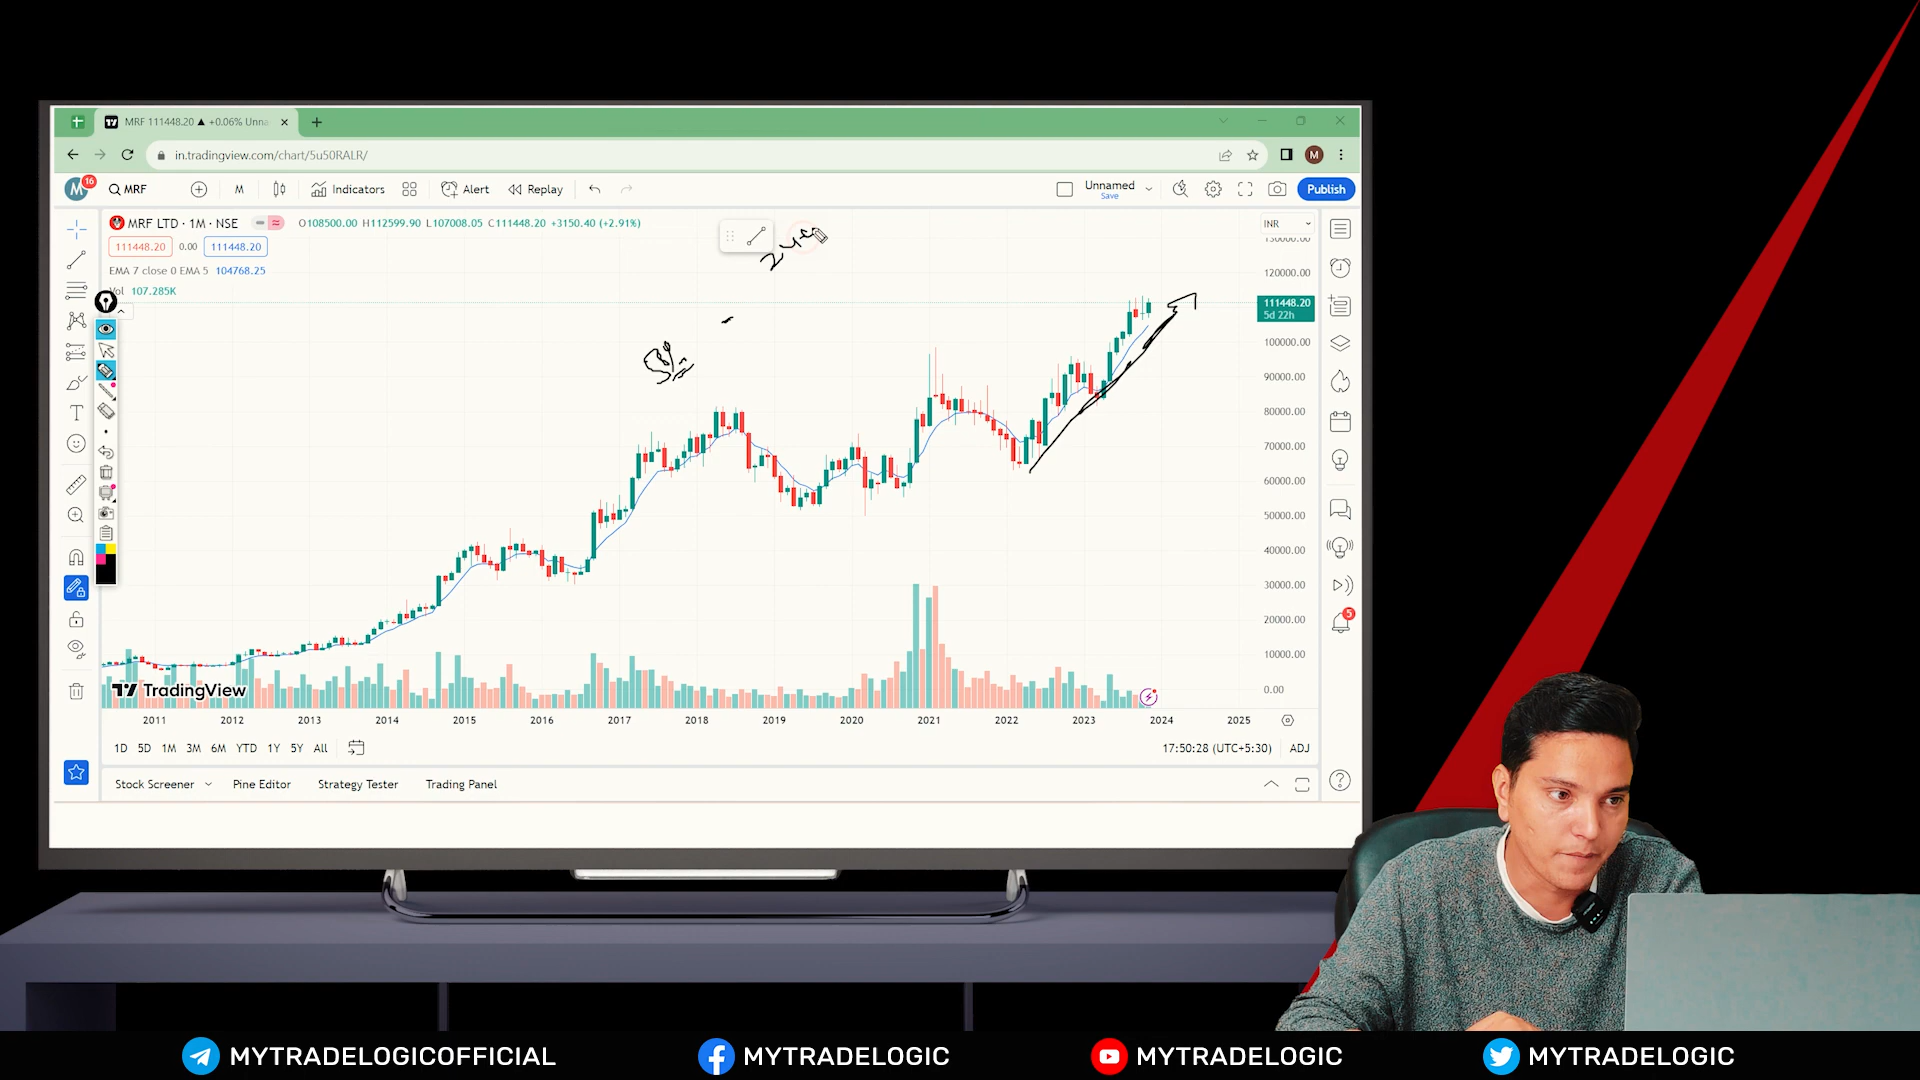 MRF 111448.20 ▲ +0.06% Unna
in.tradingview.com/chart/5u50RALR/
M
M 16 MRF M Indicators Alert Replay Unnamed Save Publish
MRF LTD · 1M · NSE O108500.00 H112599.90 L107008.05 C111448.20 +3150.40 (+2.91%)
INR
111448.20 0.00 111448.20
EMA 7 close 0 EMA 5 104768.25
Vol 107.285K
130000.00
120000.00
111448.20
5d 22h
100000.00
90000.00
80000.00
70000.00
60000.00
50000.00
40000.00
30000.00
20000.00
10000.00
0.00
5
TradingView
2011 2012 2013 2014 2015 2016 2017 2018 2019 2020 2021 2022 2023 2024 2025
1D 5D 1M 3M 6M YTD 1Y 5Y All 17:50:28 (UTC+5:30) ADJ
Stock Screener Pine Editor Strategy Tester Trading Panel
MYTRADELOGICOFFICIAL MYTRADELOGIC MYTRADELOGIC MYTRADELOGIC